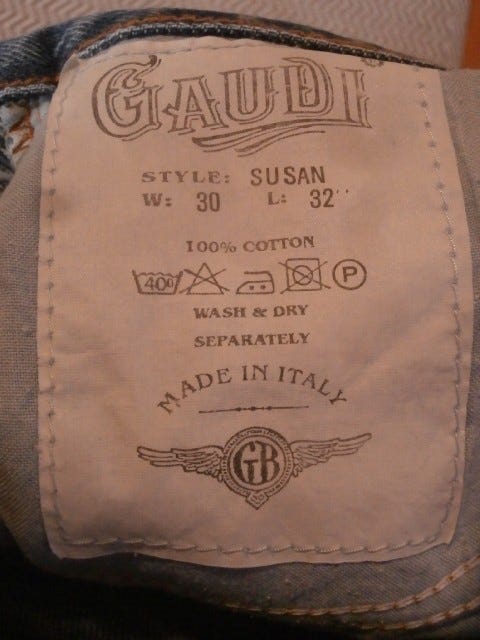 GAUDI
STYLE: SUSAN
W: 30 L: 32"
100% COTTON
40° P
WASH & DRY
SEPARATELY
MADE IN ITALY
GB